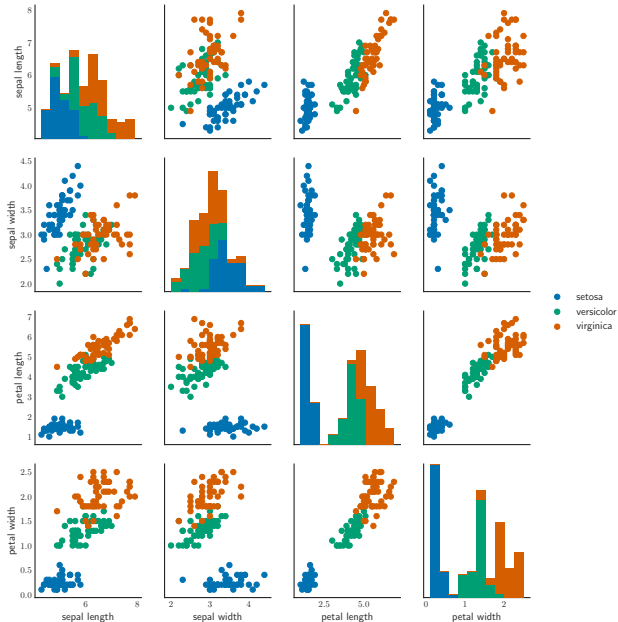 8
7
6
5
sepal length
4.5
4.0
3.5
3.0
2.5
2.0
sepal width
setosa
versicolor
virginica
7
6
5
4
3
2
1
petal length
2.5
2.0
1.5
1.0
0.5
0.0
petal width
6 8
sepal length
2 3 4
sepal width
2.5 5.0
petal length
0 1 2
petal width